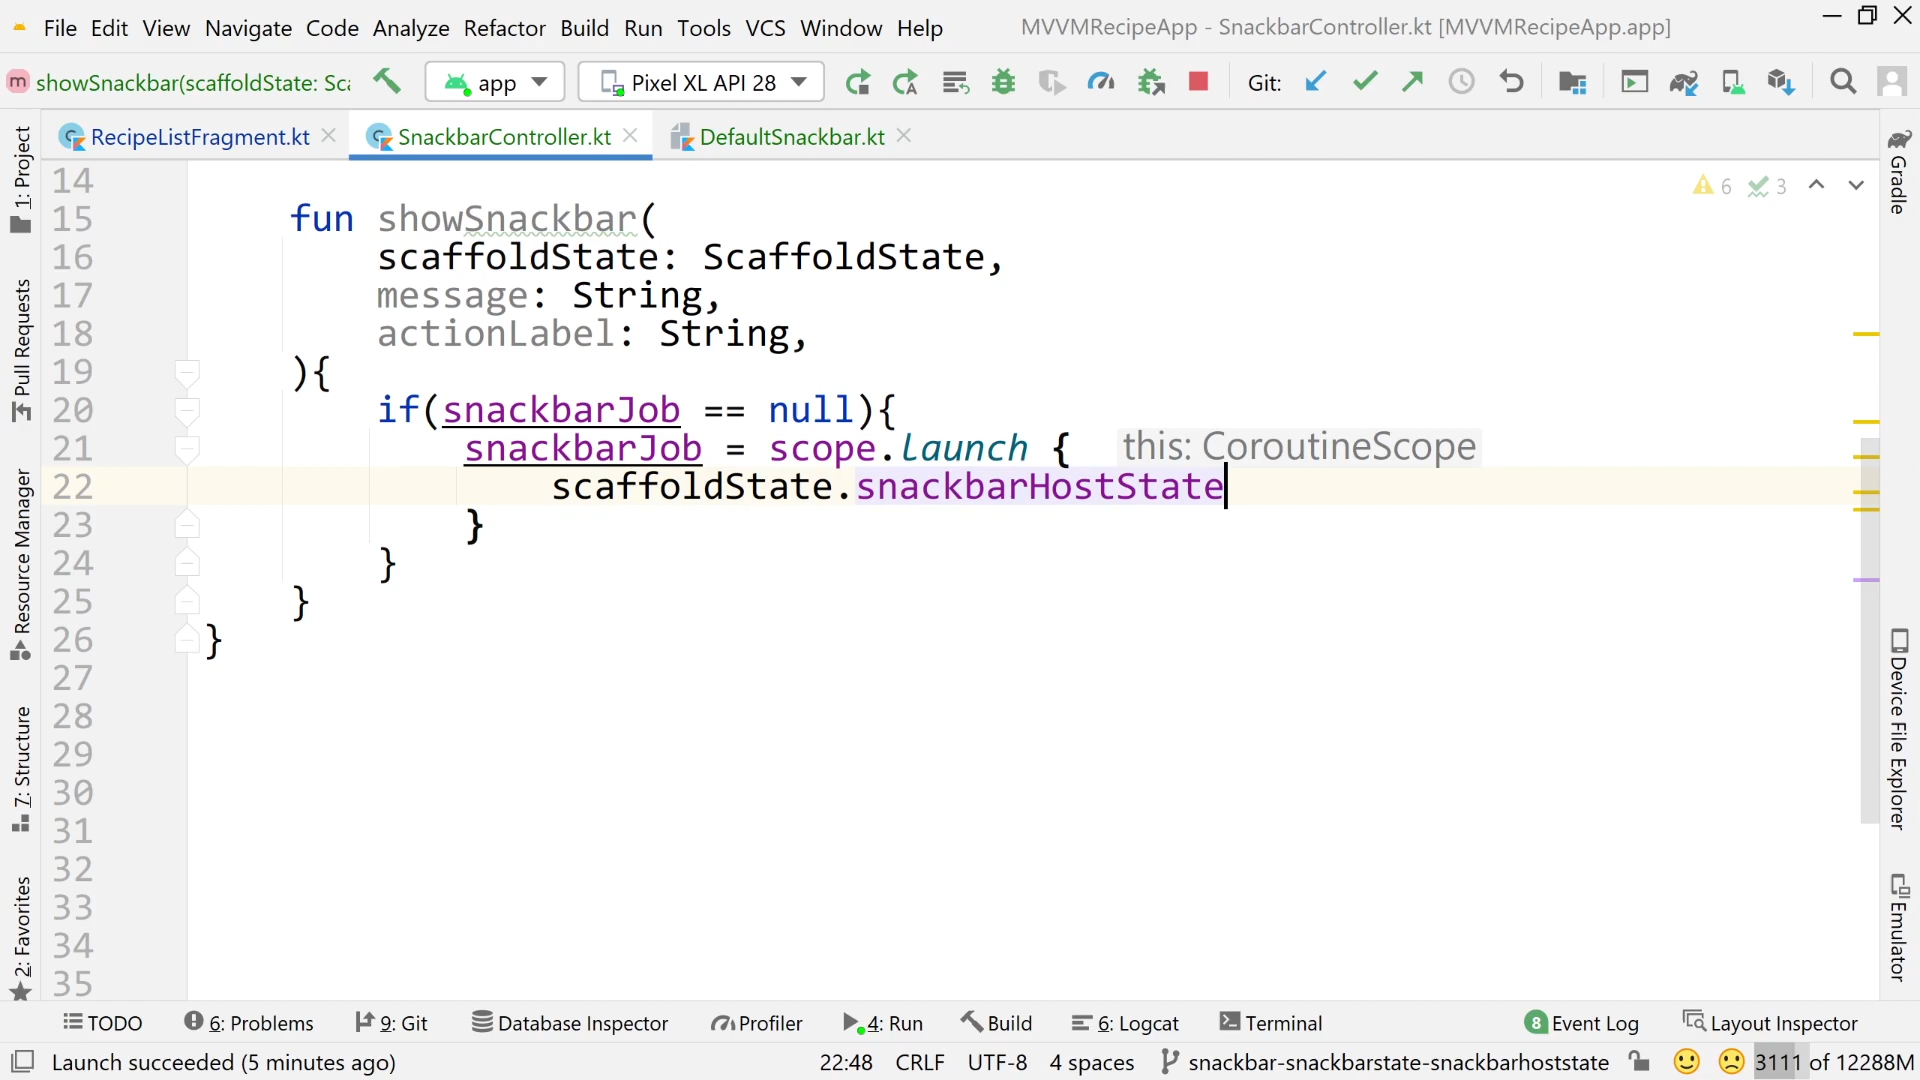 File Edit View Navigate Code Analyze Refactor Build Run Tools VCS Window Help MVVMRecipeApp - SnackbarController.kt [MVVMRecipeApp.app]
m showSnackbar(scaffoldState: Sca app Pixel XL API 28 Git:
RecipeListFragment.kt SnackbarController.kt DefaultSnackbar.kt
1: Project
Pull Requests
Resource Manager
7: Structure
2: Favorites
14
15 fun showSnackbar(
16 scaffoldState: ScaffoldState,
17 message: String,
18 actionLabel: String,
19 ){
20 if(snackbarJob == null){
21 snackbarJob = scope.launch { this: CoroutineScope
22 scaffoldState.snackbarHostState
23 }
24 }
25 }
26 }
27
28
29
30
31
32
33
34
35
6 3
Gradle
Device File Explorer
Emulator
TODO 6: Problems 9: Git Database Inspector Profiler 4: Run Build 6: Logcat Terminal 8 Event Log Layout Inspector
Launch succeeded (5 minutes ago) 22:48 CRLF UTF-8 4 spaces snackbar-snackbarstate-snackbarhoststate 3111 of 12288M